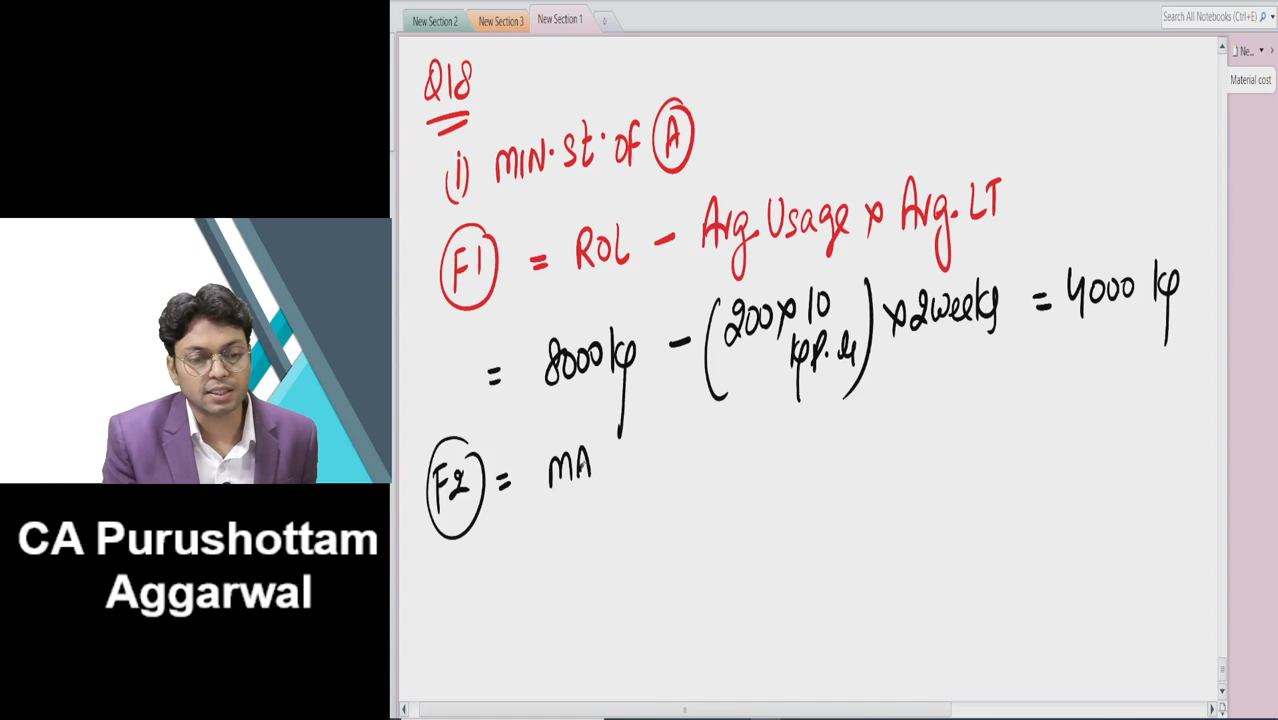 New Section 2
New Section 3
New Section 1
Search All Notebooks (Ctrl+E)
Ne...
Material cost
Q18
(i) MIN. St. of A
F1 = ROL - Avg. Usage x Avg. LT
= 8000 kg - (200 x 10 kg p.u) x 2 weeks = 4000 kg
F2 = MA
CA Purushottam
Aggarwal